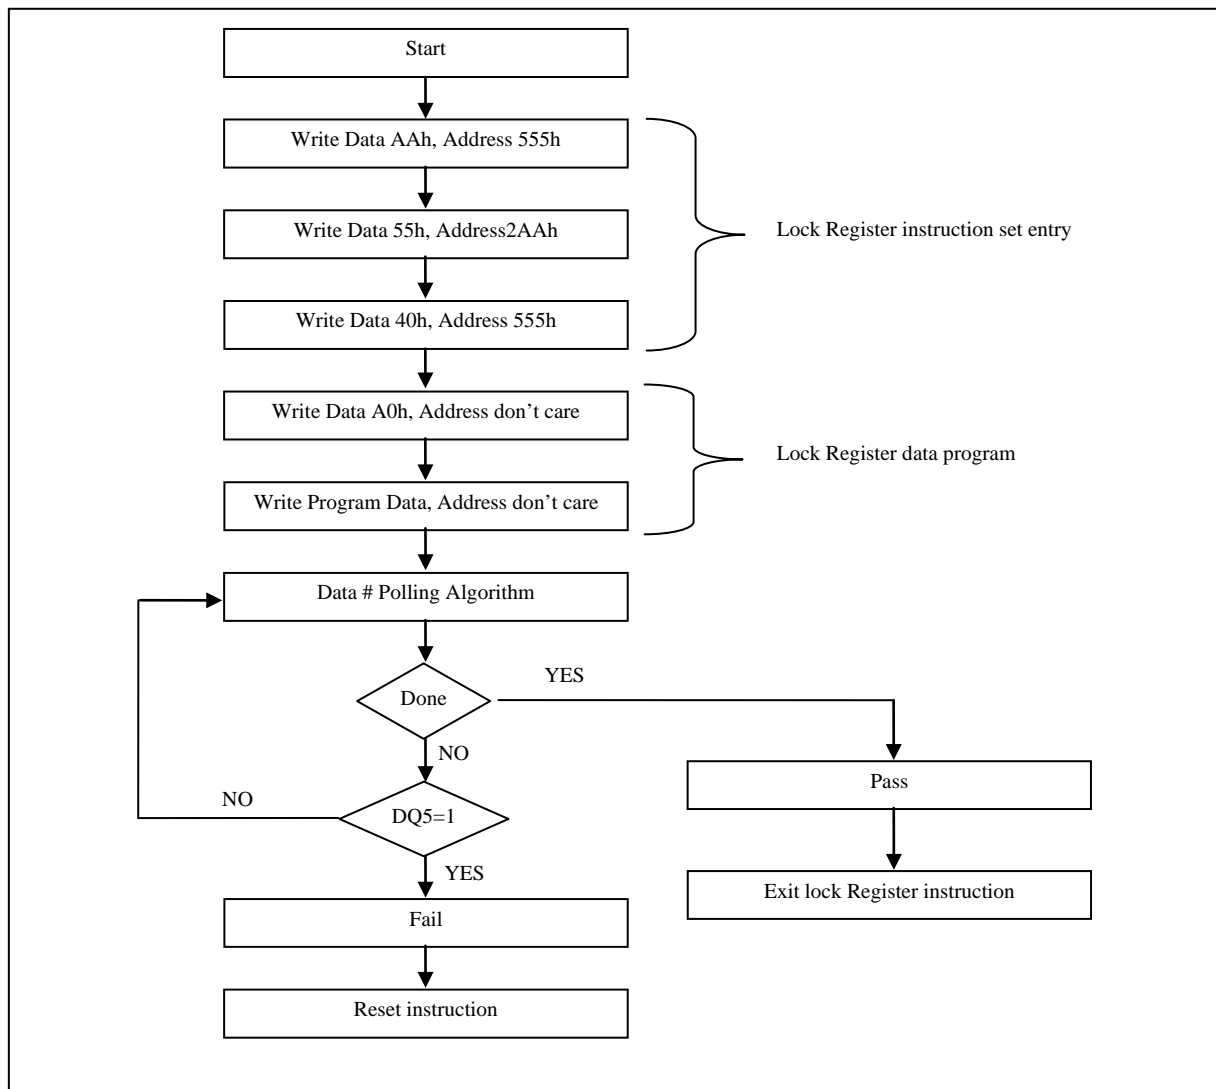 Start
Write Data AAh, Address 555h
Write Data 55h, Address2AAh
Lock Register instruction set entry
Write Data 40h, Address 555h
Write Data A0h, Address don’t care
Lock Register data program
Write Program Data, Address don’t care
Data # Polling Algorithm
Done
YES
NO
Pass
NO
DQ5=1
YES
Exit lock Register instruction
Fail
Reset instruction